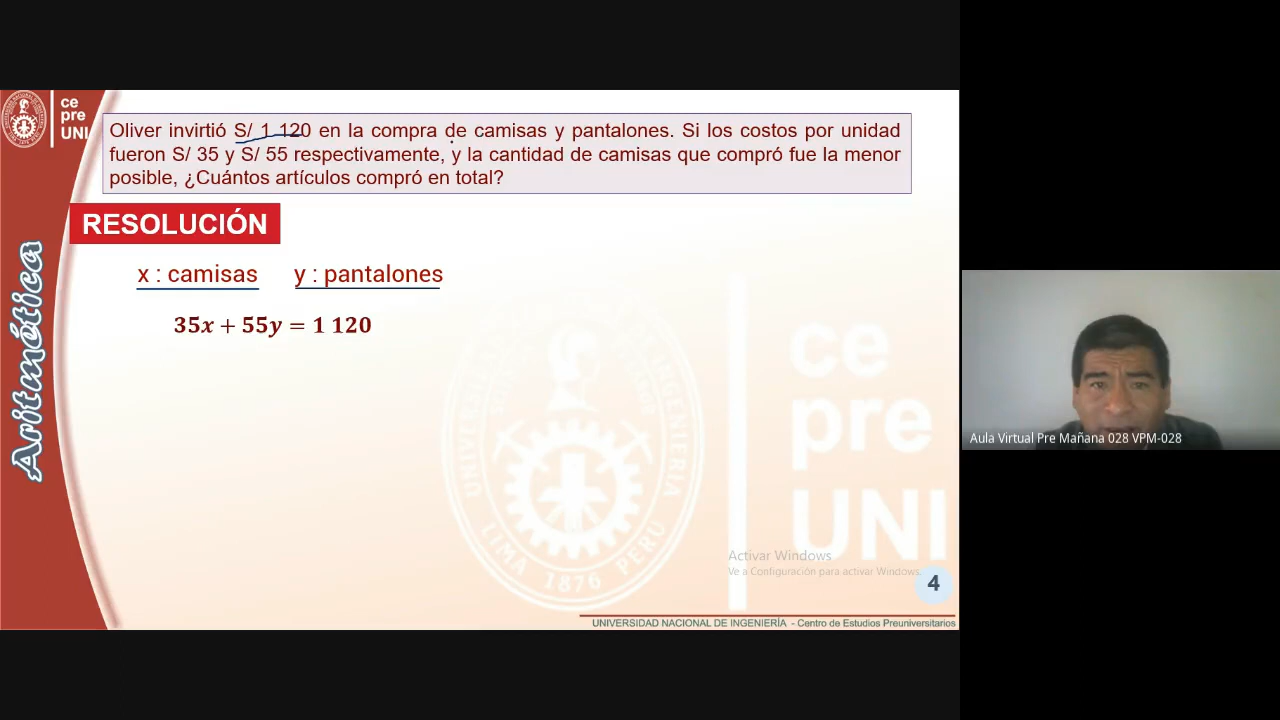 ce
pre
UNI
Oliver invirtió S/ 1 120 en la compra de camisas y pantalones. Si los costos por unidad
fueron S/ 35 y S/ 55 respectivamente, y la cantidad de camisas que compró fue la menor
posible, ¿Cuántos artículos compró en total?
RESOLUCIÓN
x : camisas y : pantalones
35x + 55y = 1 120
Aritmética
ce
pre
UNI
LIMA 1876 PERU
Aula Virtual Pre Mañana 028 VPM-028
Activar Windows
Ve a Configuración para activar Windows.
4
UNIVERSIDAD NACIONAL DE INGENIERÍA - Centro de Estudios Preuniversitarios